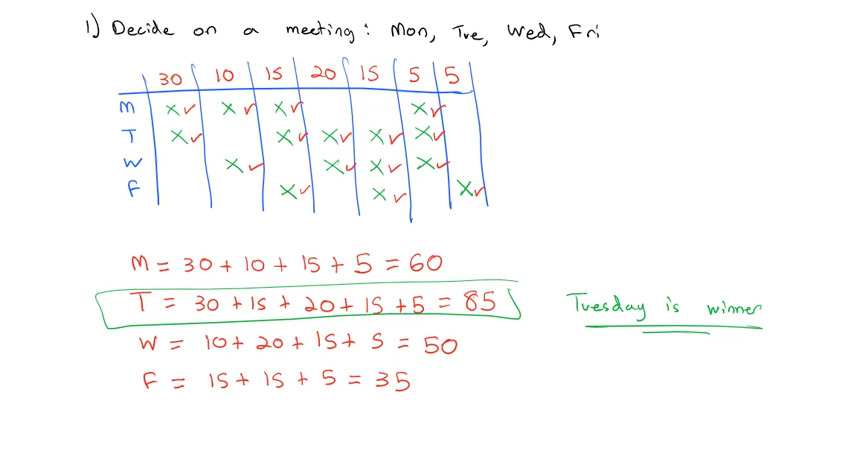 1) Decide on a meeting: Mon, Tue, Wed, Fri
30 10 15 20 15 5 5
M X✓ X✓ X✓ X✓
T X✓ X✓ X✓ X✓ X✓
W X✓ X✓ X✓ X✓
F X✓ X✓ X✓
M = 30 + 10 + 15 + 5 = 60
T = 30 + 15 + 20 + 15 + 5 = 85
Tuesday is winner
W = 10 + 20 + 15 + 5 = 50
F = 15 + 15 + 5 = 35